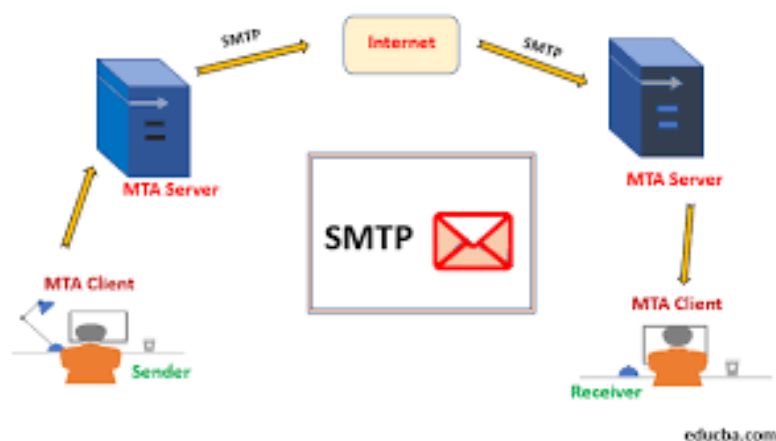 SMTP
Internet
SMTP
MTA Server
MTA Server
SMTP
MTA Client
MTA Client
Sender
Receiver
educba.com